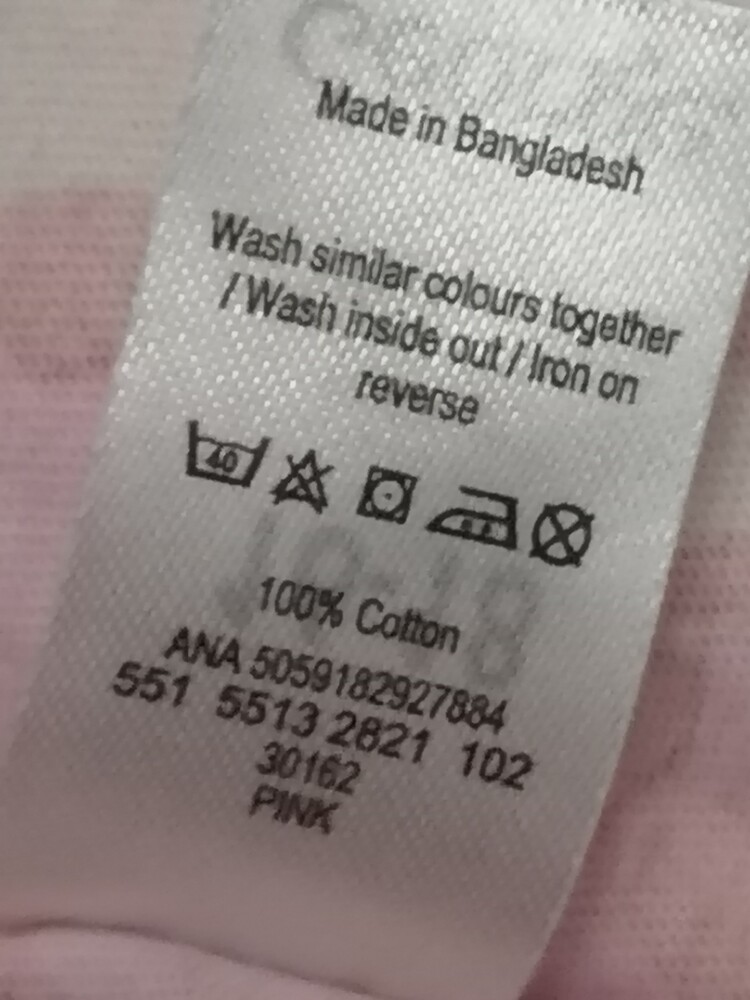 Made in Bangladesh
Wash similar colours together
/ Wash inside out / Iron on
reverse
40
100% Cotton
ANA 5059182927884
551 5513 2821 102
30162
PINK